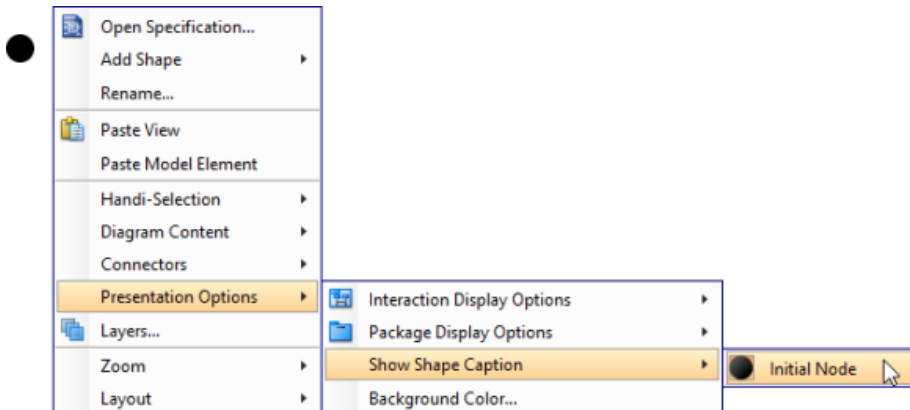 Open Specification...
Add Shape
Rename...
Paste View
Paste Model Element
Handi-Selection
Diagram Content
Connectors
Presentation Options
Layers...
Zoom
Layout
Interaction Display Options
Package Display Options
Show Shape Caption
Background Color...
Initial Node